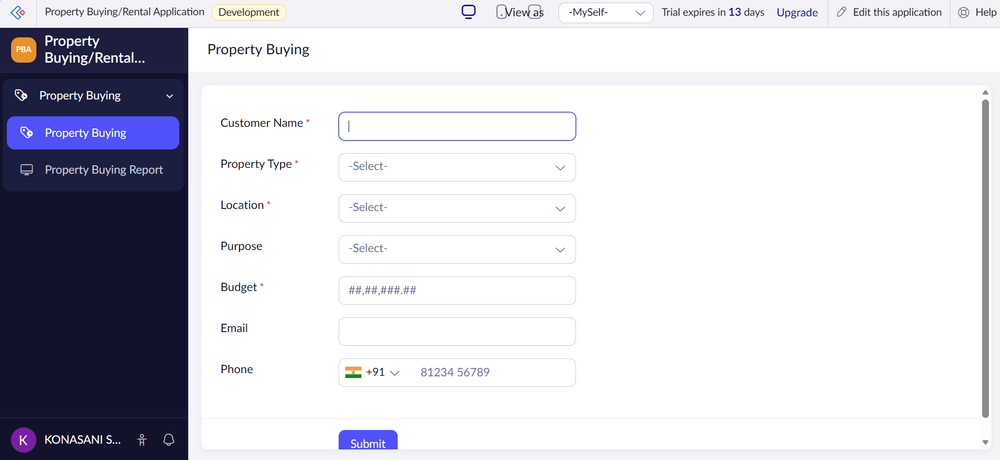 Property Buying/Rental Application Development View as -MySelf- Trial expires in 13 days Upgrade Edit this application Help
PBA Property Buying/Rental...
Property Buying
Property Buying
Property Buying Report
KONASANI S...
K
Property Buying
Customer Name *
Property Type * -Select-
Location * -Select-
Purpose -Select-
Budget * ##,##,###.##
Email
Phone +91 81234 56789
Submit